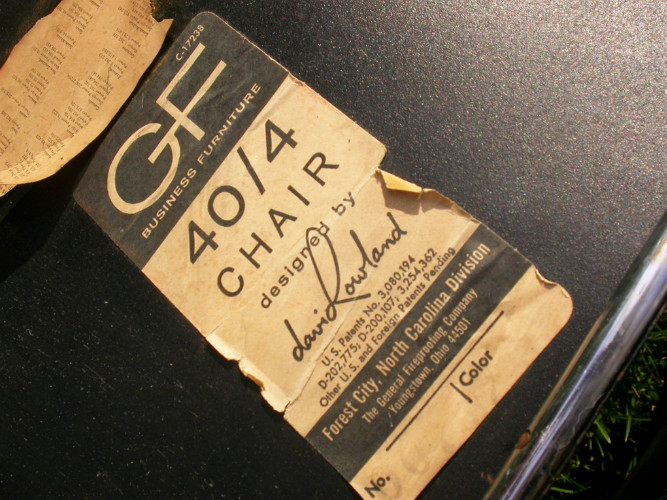 C-17238
GF
BUSINESS FURNITURE
40/4
CHAIR
designed by
david Rowland
U.S. Patents No. 3,080,194
D-202,775; D-200,107; 3,254,362
Other U.S. and Foreign Patents Pending
Forest City, North Carolina Division
The General Fireproofing Company
Youngstown, Ohio 44501
No. Color